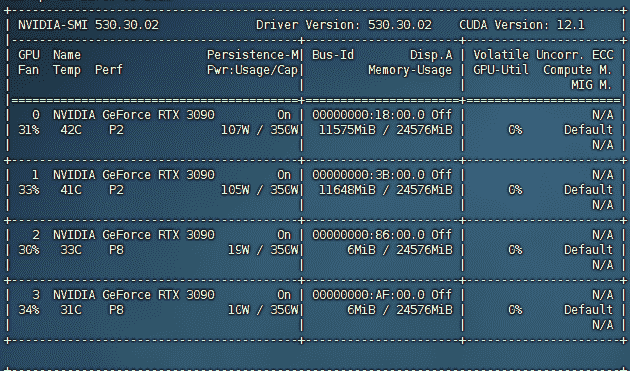 NVIDIA-SMI 530.30.02 Driver Version: 530.30.02 CUDA Version: 12.1
GPU Name Persistence-M| Bus-Id Disp.A | Volatile Uncorr. ECC
Fan Temp Perf Pwr:Usage/Cap| Memory-Usage | GPU-Util Compute M.
MIG M.
0 NVIDIA GeForce RTX 3090 On | 00000000:18:00.0 Off | N/A
31% 42C P2 107W / 350W | 11575MiB / 24576MiB | 0% Default
N/A
1 NVIDIA GeForce RTX 3090 On | 00000000:3B:00.0 Off | N/A
33% 41C P2 105W / 350W | 11648MiB / 24576MiB | 0% Default
N/A
2 NVIDIA GeForce RTX 3090 On | 00000000:86:00.0 Off | N/A
30% 33C P8 19W / 350W | 6MiB / 24576MiB | 0% Default
N/A
3 NVIDIA GeForce RTX 3090 On | 00000000:AF:00.0 Off | N/A
34% 31C P8 10W / 350W | 6MiB / 24576MiB | 0% Default
N/A